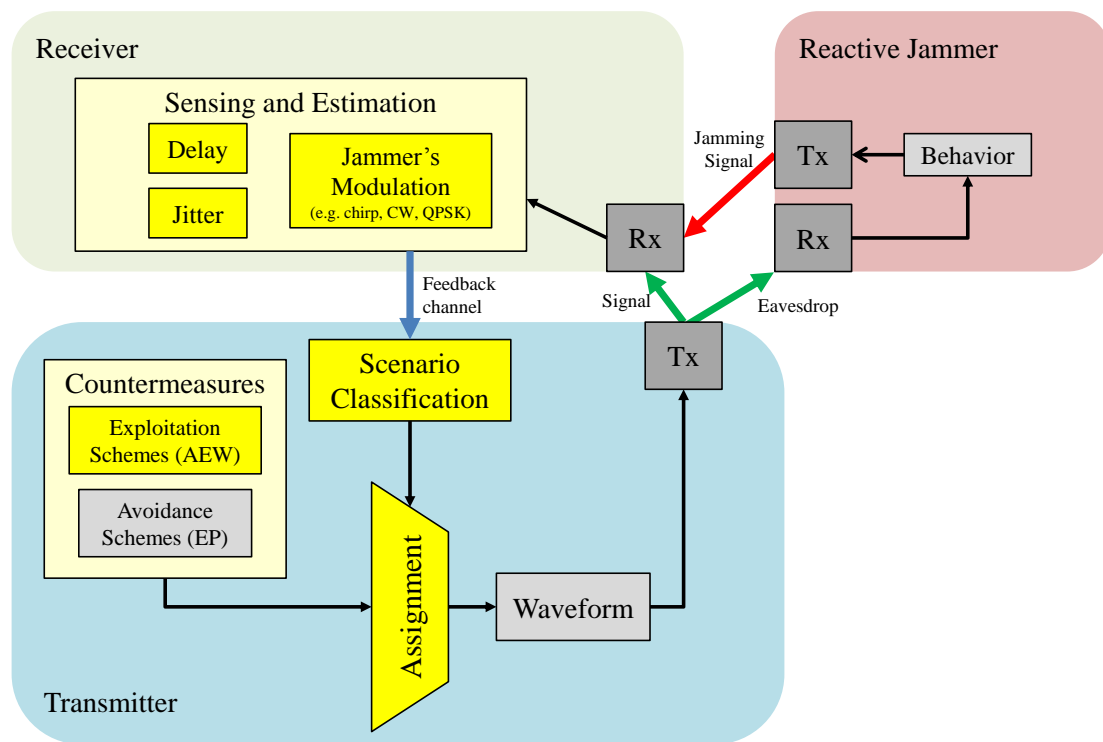 Receiver
Sensing and Estimation
Delay
Jitter
Jammer's
Modulation
(e.g. chirp, CW, QPSK)
Rx
Reactive Jammer
Jamming
Signal
Tx
Behavior
Rx
Feedback
channel
Signal
Eavesdrop
Tx
Scenario
Classification
Countermeasures
Exploitation
Schemes (AEW)
Avoidance
Schemes (EP)
Assignment
Waveform
Transmitter